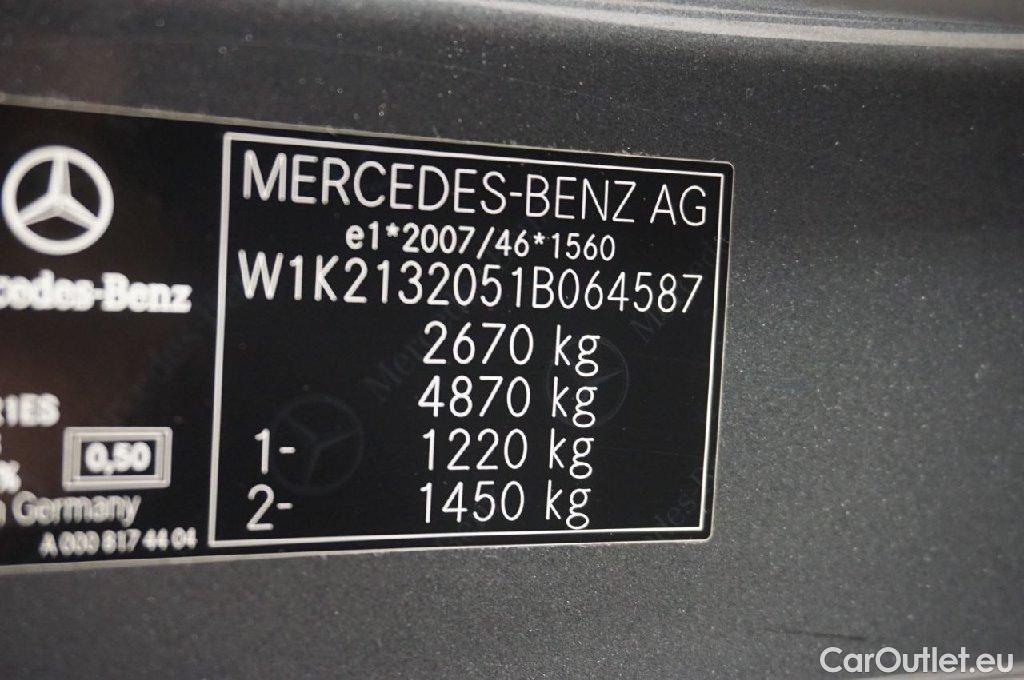 MERCEDES-BENZ AG
e1*2007/46*1560
W1K2132051B064587
2670 kg
4870 kg
1- 1220 kg
2- 1450 kg
0,50
%
Germany
A 000 817 44 04
CarOutlet.eu